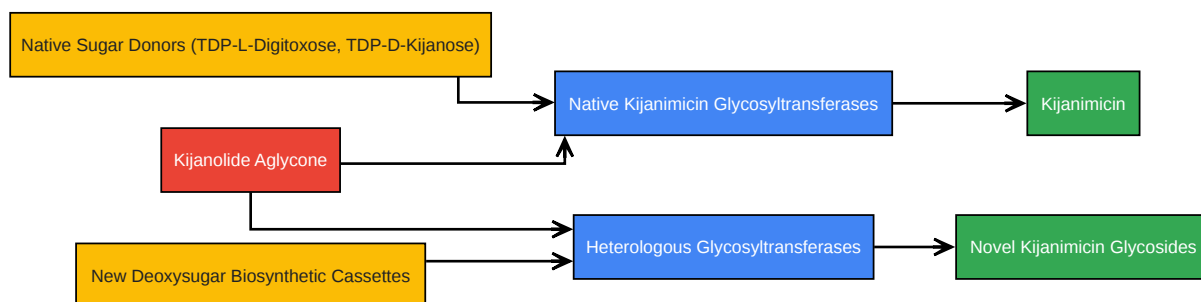 Native Sugar Donors (TDP-L-Digitoxose, TDP-D-Kijanose)
Native Kijanimicin Glycosyltransferases
Kijanimicin
Kijanolide Aglycone
Heterologous Glycosyltransferases
Novel Kijanimicin Glycosides
New Deoxysugar Biosynthetic Cassettes